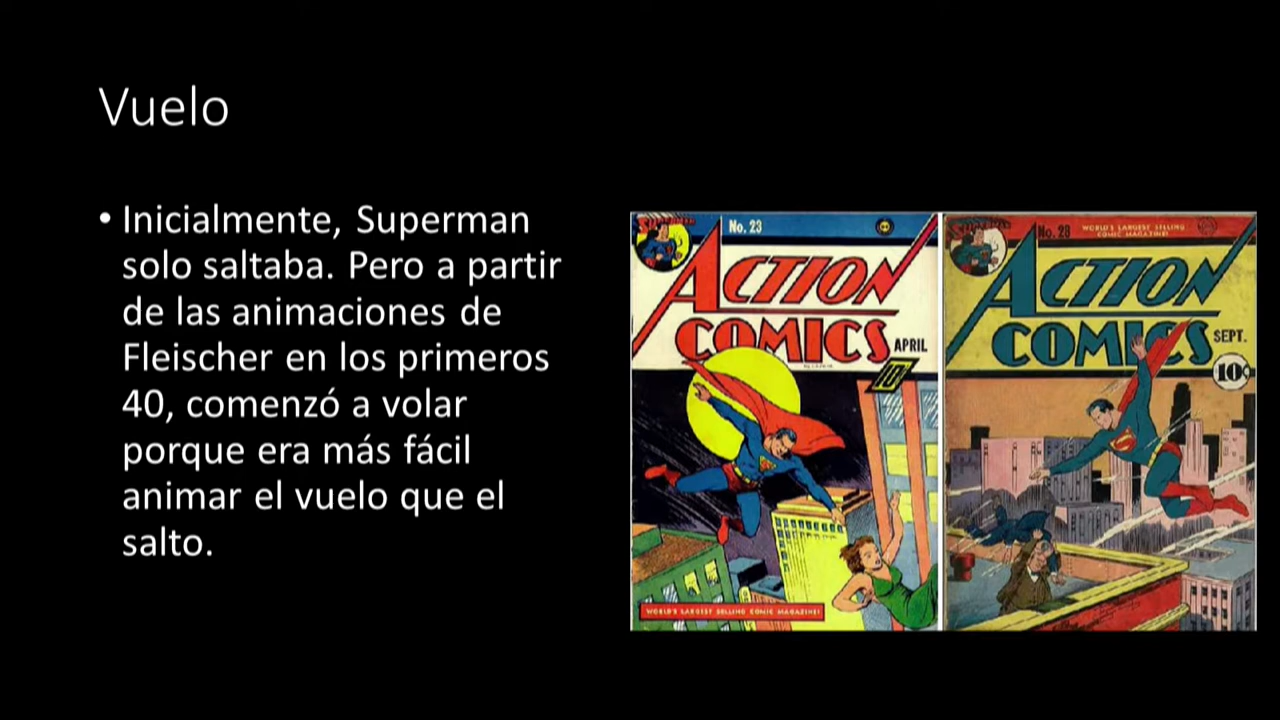 Vuelo
• Inicialmente, Superman
solo saltaba. Pero a partir
de las animaciones de
Fleischer en los primeros
40, comenzó a volar
porque era más fácil
animar el vuelo que el
salto.
SUPERMAN
No. 23
ACTION
COMICS
APRIL
10¢
WORLD'S LARGEST SELLING COMIC MAGAZINE!
SUPERMAN
No. 28
WORLD'S LARGEST SELLING
COMIC MAGAZINE!
ACTION
COMICS
SEPT.
10¢